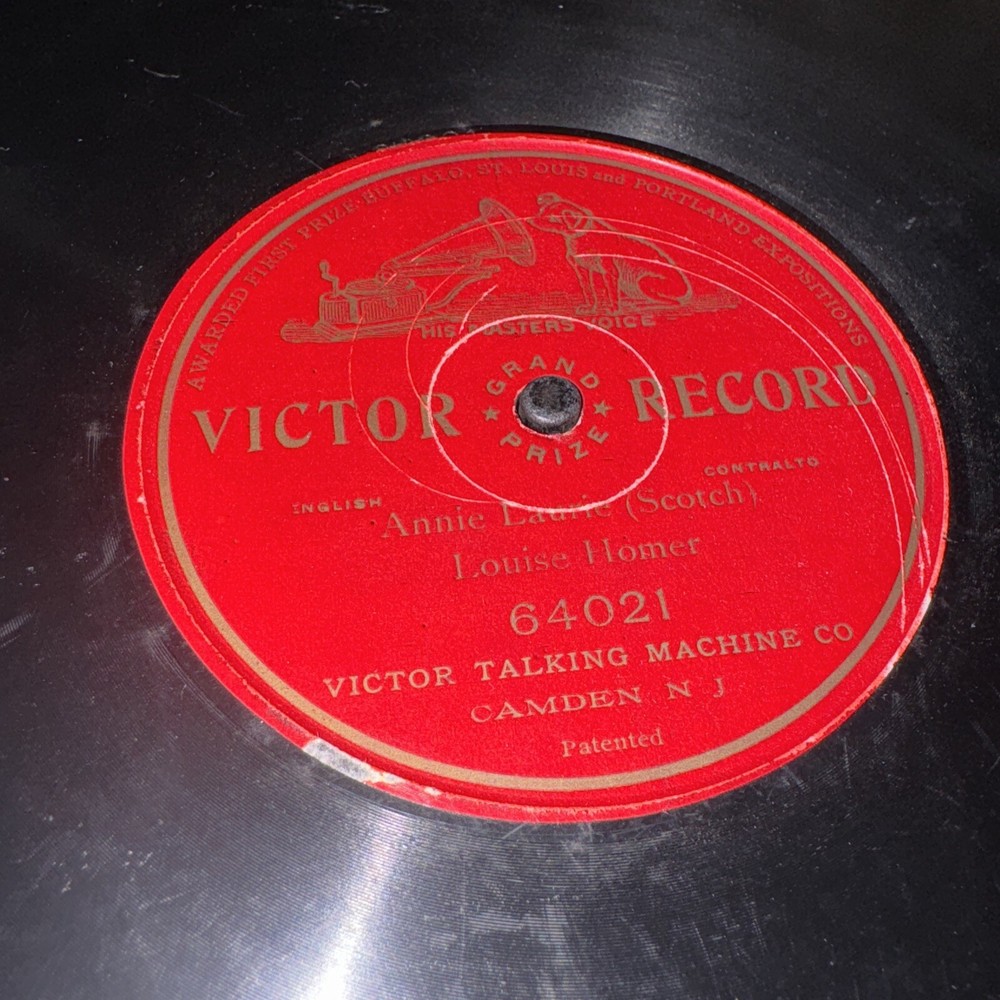 AWARDED FIRST PRIZE-BUFFALO, ST. LOUIS and PORTLAND EXPOSITIONS
HIS MASTERS VOICE
GRAND PRIZE
VICTOR RECORD
ENGLISH CONTRALTO
Annie Laurie (Scotch)
Louise Homer
64021
VICTOR TALKING MACHINE CO
CAMDEN N J
Patented